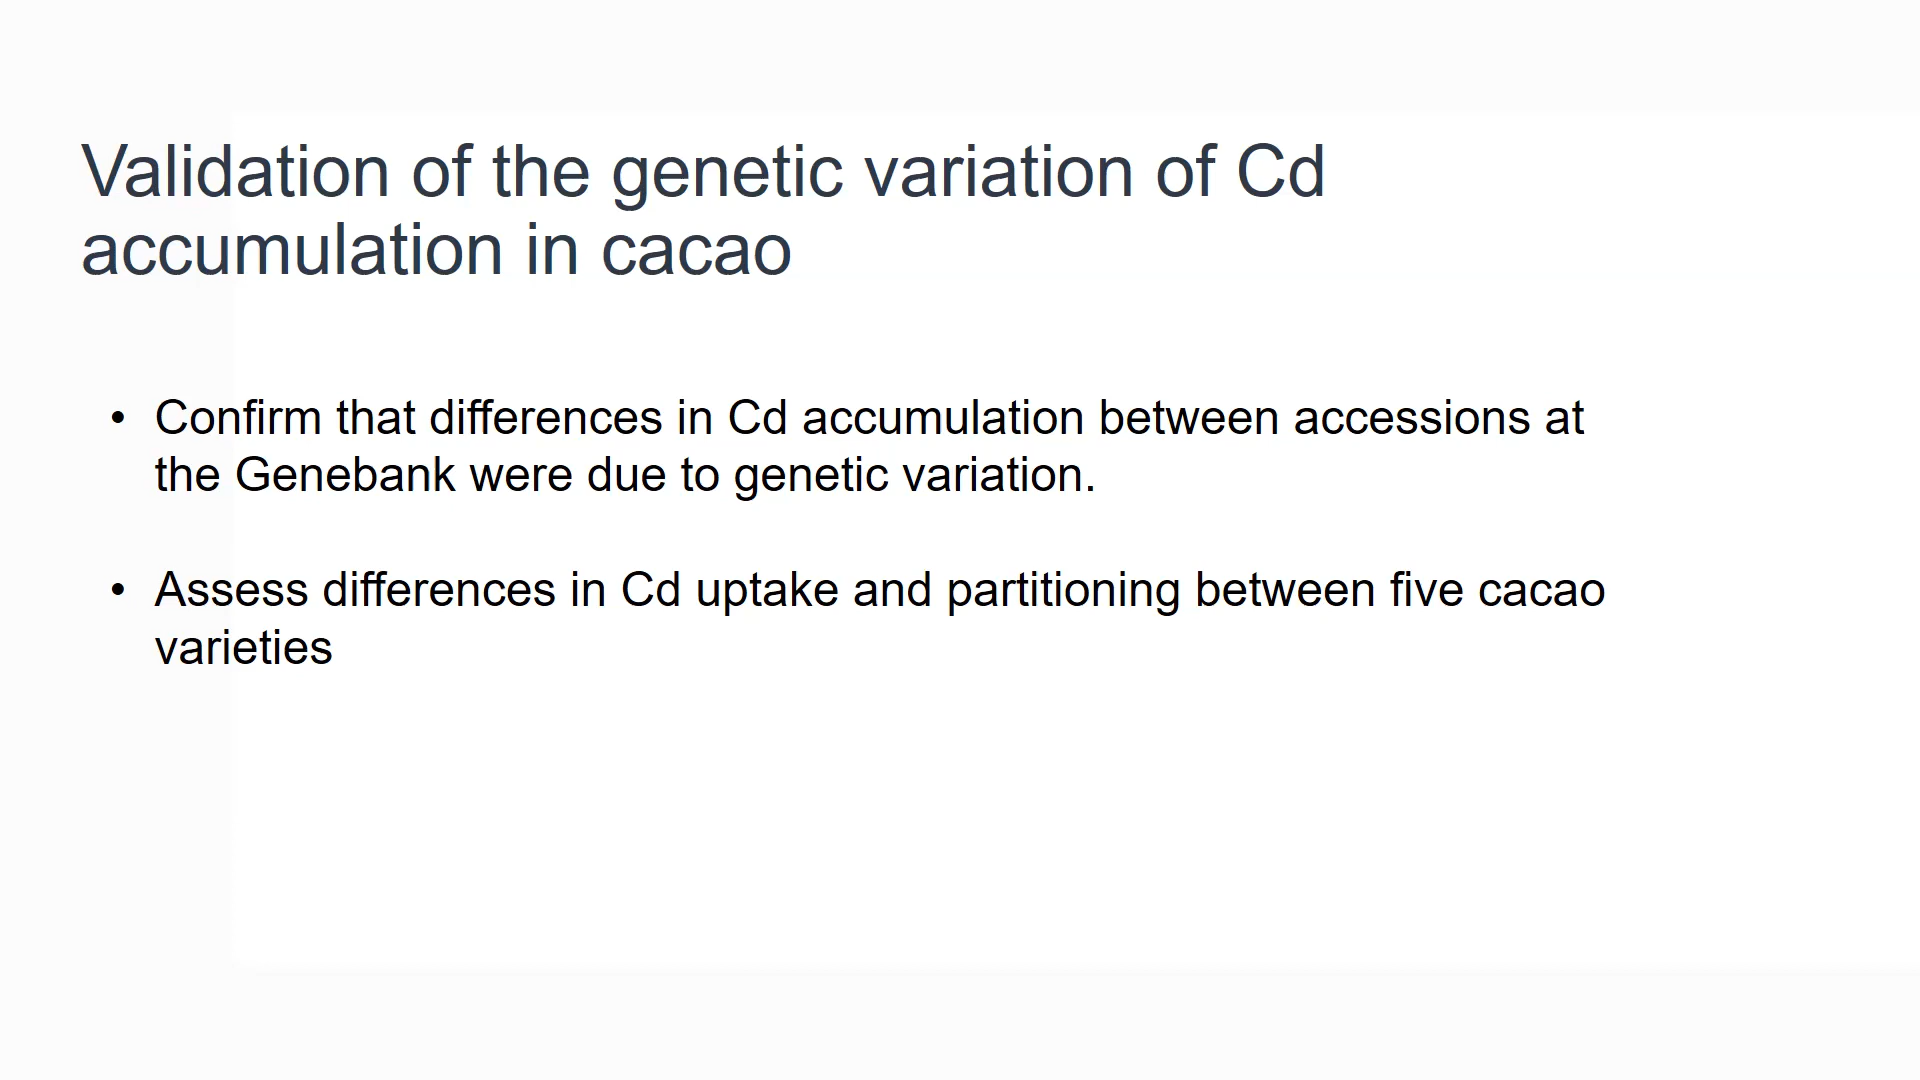 Validation of the genetic variation of Cd
accumulation in cacao
• Confirm that differences in Cd accumulation between accessions at
the Genebank were due to genetic variation.
• Assess differences in Cd uptake and partitioning between five cacao
varieties